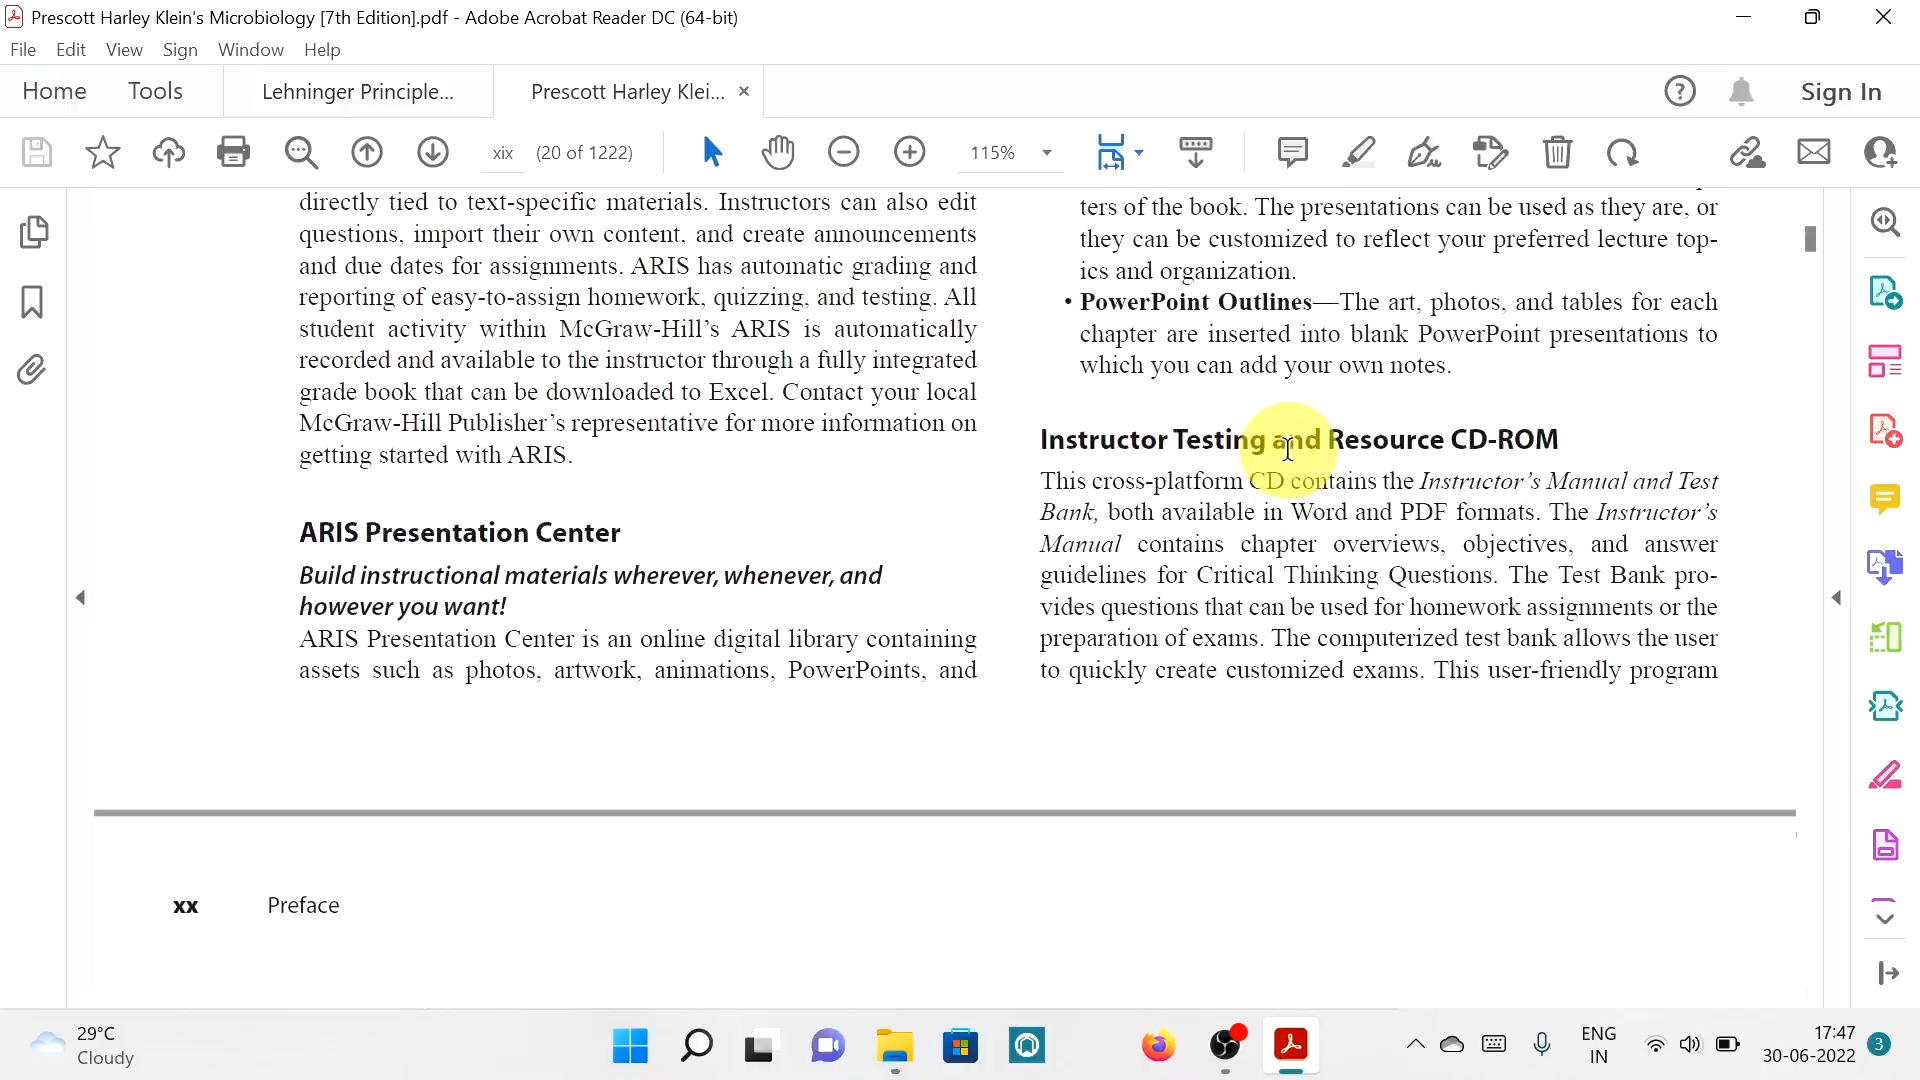 Prescott Harley Klein's Microbiology [7th Edition].pdf - Adobe Acrobat Reader DC (64-bit)
File Edit View Sign Window Help
Home Tools Lehninger Principle... Prescott Harley Klei... Sign In
xix (20 of 1222) 115%
directly tied to text-specific materials. Instructors can also edit
questions, import their own content, and create announcements
and due dates for assignments. ARIS has automatic grading and
reporting of easy-to-assign homework, quizzing, and testing. All
student activity within McGraw-Hill's ARIS is automatically
recorded and available to the instructor through a fully integrated
grade book that can be downloaded to Excel. Contact your local
McGraw-Hill Publisher's representative for more information on
getting started with ARIS.
ARIS Presentation Center
Build instructional materials wherever, whenever, and
however you want!
ARIS Presentation Center is an online digital library containing
assets such as photos, artwork, animations, PowerPoints, and
ters of the book. The presentations can be used as they are, or
they can be customized to reflect your preferred lecture top-
ics and organization.
• PowerPoint Outlines—The art, photos, and tables for each
chapter are inserted into blank PowerPoint presentations to
which you can add your own notes.
Instructor Testing and Resource CD-ROM
This cross-platform CD contains the Instructor's Manual and Test
Bank, both available in Word and PDF formats. The Instructor's
Manual contains chapter overviews, objectives, and answer
guidelines for Critical Thinking Questions. The Test Bank pro-
vides questions that can be used for homework assignments or the
preparation of exams. The computerized test bank allows the user
to quickly create customized exams. This user-friendly program
xx Preface
29°C
Cloudy
ENG
IN
17:47
30-06-2022
3